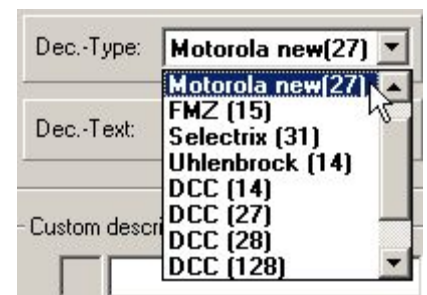 Dec.-Type: Motorola new(27)
Motorola new(27)
FMZ (15)
Dec.-Text:
Selectrix (31)
Uhlenbrock (14)
DCC (14)
DCC (27)
Custom descri
DCC (28)
DCC (128)